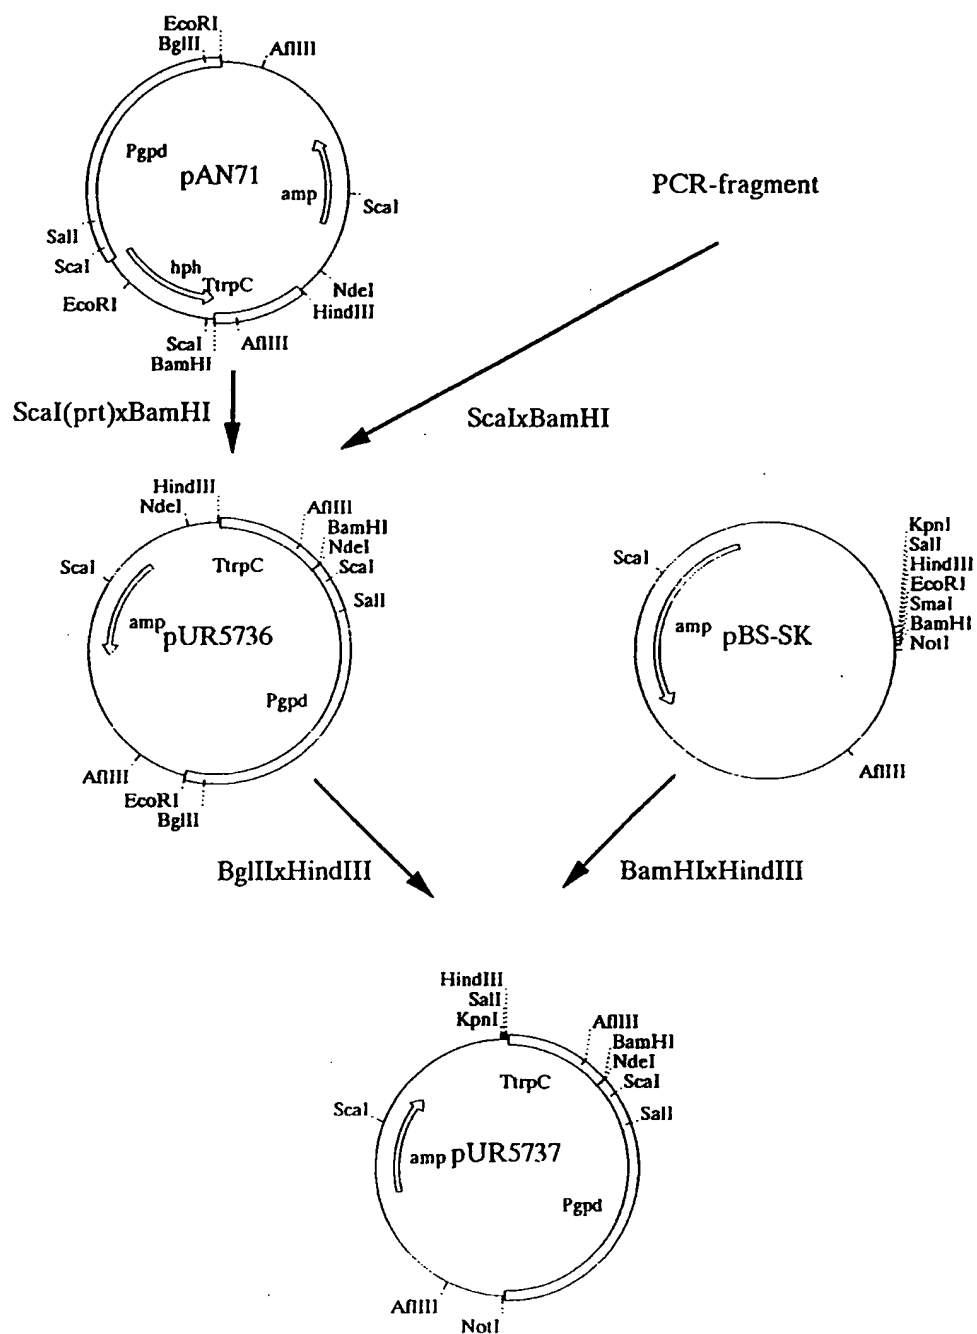 EcoRI
BglII
AflIII
Pgpd
pAN71
amp
ScaI
SalI
ScaI
EcoRI
hph
TtrpC
NdeI
HindIII
ScaI
BamHI
AflIII
PCR-fragment
ScaI(prt)xBamHI
ScaIxBamHI
HindIII
NdeI
AflIII
BamHI
NdeI
ScaI
SalI
ScaI
TtrpC
amp
pUR5736
Pgpd
AflIII
EcoRI
BglII
KpnI
SalI
HindIII
EcoRI
SmaI
BamHI
NotI
ScaI
amp
pBS-SK
AflIII
BglIIxHindIII
BamHIxHindIII
HindIII
SalI
KpnI
AflIII
BamHI
NdeI
ScaI
SalI
TtrpC
ScaI
amp
pUR5737
Pgpd
AflIII
NotI